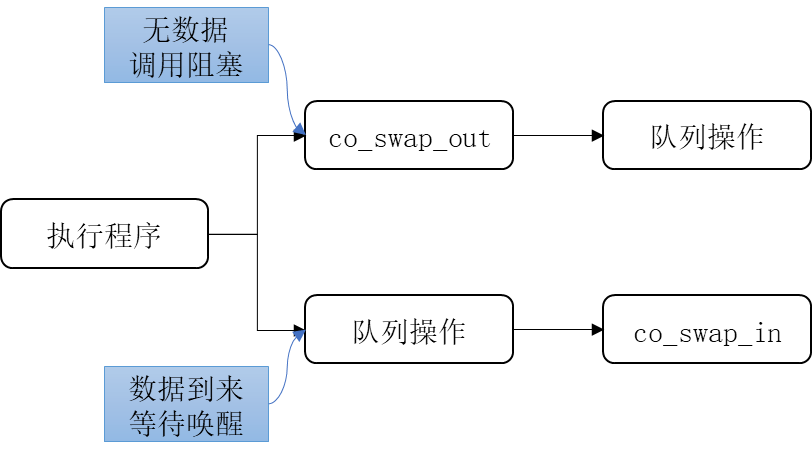 无数据
调用阻塞
co_swap_out
队列操作
执行程序
队列操作
co_swap_in
数据到来
等待唤醒